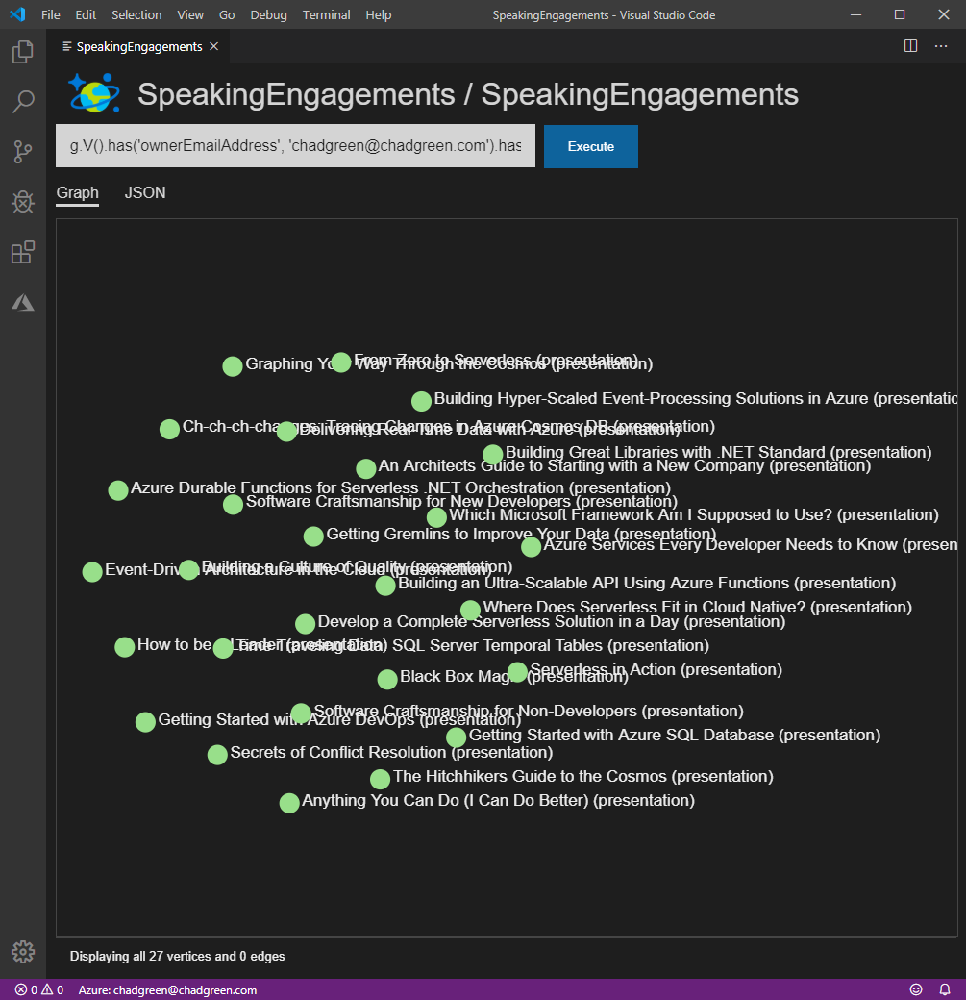 File Edit Selection View Go Debug Terminal Help SpeakingEngagements - Visual Studio Code
SpeakingEngagements
SpeakingEngagements / SpeakingEngagements
g.V().has('ownerEmailAddress', 'chadgreen@chadgreen.com').has
Execute
Graph JSON
From Zero to Serverless (presentation)
Graphing Your Way Through the Cosmos (presentation)
Building Hyper-Scaled Event-Processing Solutions in Azure (presentatic
Ch-ch-ch-changes: Tracing Changes in Azure Cosmos DB (presentation)
Delivering Real-Time Data with Azure (presentation)
Building Great Libraries with .NET Standard (presentation)
An Architects Guide to Starting with a New Company (presentation)
Azure Durable Functions for Serverless .NET Orchestration (presentation)
Software Craftsmanship for New Developers (presentation)
Which Microsoft Framework Am I Supposed to Use? (presentation)
Getting Gremlins to Improve Your Data (presentation)
Azure Services Every Developer Needs to Know (presen
Building a Culture of Quality (presentation)
Event-Driven Architecture in the Cloud (presentation)
Building an Ultra-Scalable API Using Azure Functions (presentation)
Where Does Serverless Fit in Cloud Native? (presentation)
Develop a Complete Serverless Solution in a Day (presentation)
How to be a Leader (presentation)
Time Traveling Data: SQL Server Temporal Tables (presentation)
Serverless in Action (presentation)
Black Box Magic (presentation)
Software Craftsmanship for Non-Developers (presentation)
Getting Started with Azure DevOps (presentation)
Getting Started with Azure SQL Database (presentation)
Secrets of Conflict Resolution (presentation)
The Hitchhikers Guide to the Cosmos (presentation)
Anything You Can Do (I Can Do Better) (presentation)
Displaying all 27 vertices and 0 edges
0 0 Azure: chadgreen@chadgreen.com